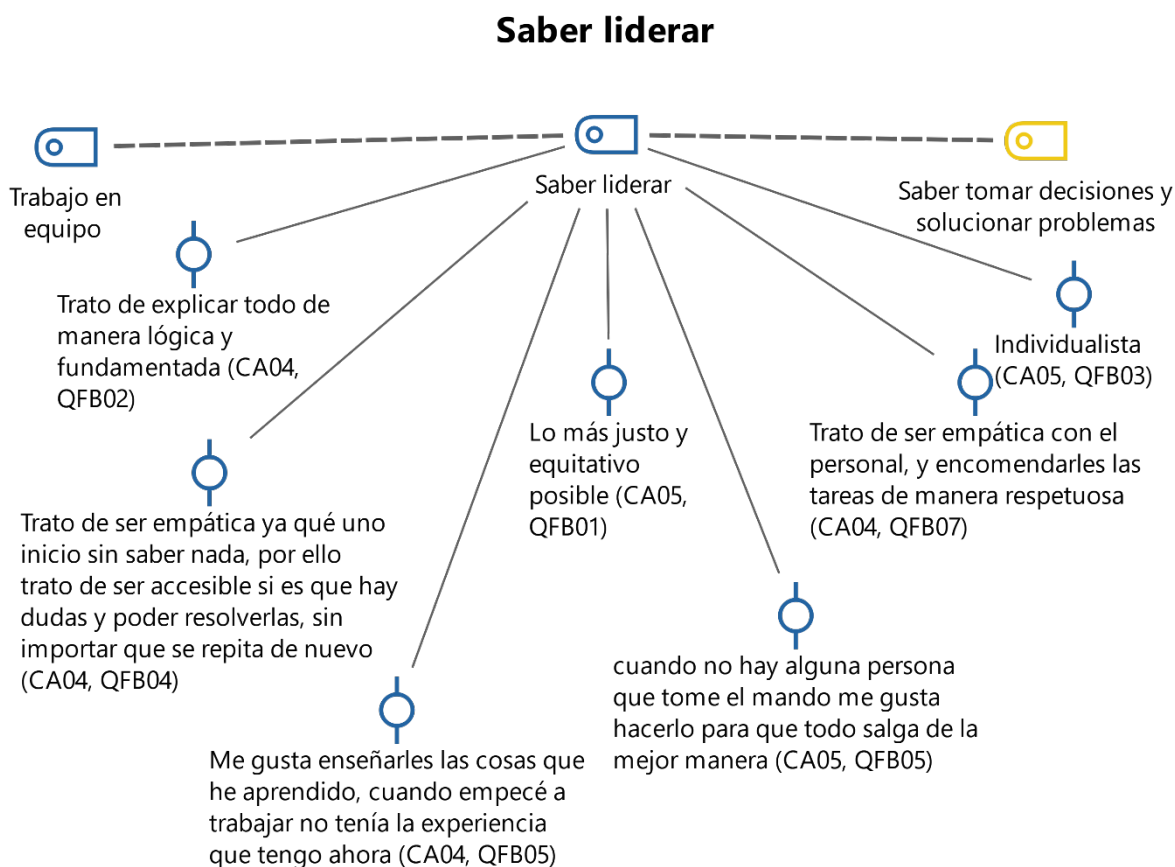 Saber liderar
Trabajo en
equipo
Saber liderar
Saber tomar decisiones y
solucionar problemas
Trato de explicar todo de
manera lógica y
fundamentada (CA04,
QFB02)
Individualista
(CA05, QFB03)
Lo más justo y
equitativo
posible (CA05,
QFB01)
Trato de ser empática con el
personal, y encomendarles las
tareas de manera respetuosa
(CA04, QFB07)
Trato de ser empática ya qué uno
inicio sin saber nada, por ello
trato de ser accesible si es que hay
dudas y poder resolverlas, sin
importar que se repita de nuevo
(CA04, QFB04)
cuando no hay alguna persona
que tome el mando me gusta
hacerlo para que todo salga de la
mejor manera (CA05, QFB05)
Me gusta enseñarles las cosas que
he aprendido, cuando empecé a
trabajar no tenía la experiencia
que tengo ahora (CA04, QFB05)